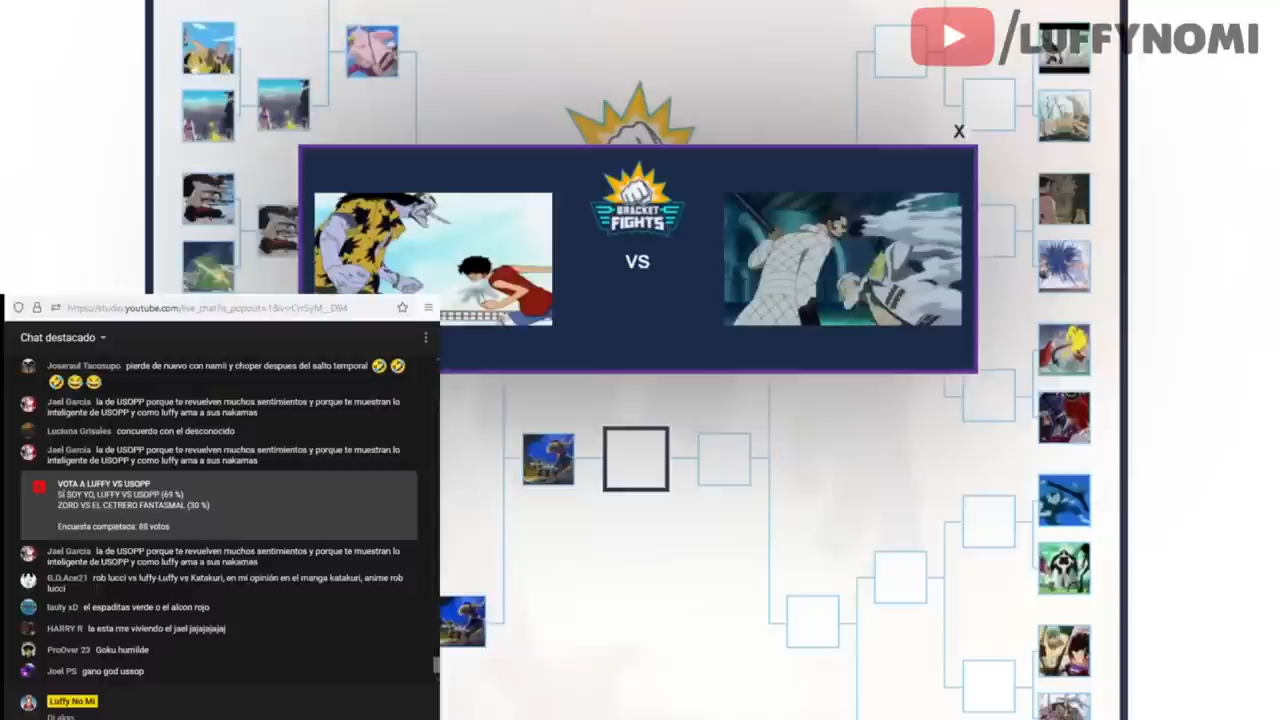 /LUFFYNOMI
X
BRACKET
FIGHTS
VS
https://studio.youtube.com/live_chat?is_popout=1&v=CrrSyM__D94
Chat destacado
Joseraul Tacosupo pierde de nuevo con namii y choper despues del salto temporal
Jael Garcia la de USOPP porque te revuelven muchos sentimientos y porque te muestran lo
inteligente de USOPP y como luffy ama a sus nakamas
Luciana Grisales concuerdo con el desconocido
Jael Garcia la de USOPP porque te revuelven muchos sentimientos y porque te muestran lo
inteligente de USOPP y como luffy ama a sus nakamas
VOTA A LUFFY VS USOPP
SÍ SOY YO, LUFFY VS USOPP (69 %)
ZORO VS EL CETRERO FANTASMAL (30 %)
Encuesta completada: 88 votos
Jael Garcia la de USOPP porque te revuelven muchos sentimientos y porque te muestran lo
inteligente de USOPP y como luffy ama a sus nakamas
G.D.Ace21 rob lucci vs luffy-Luffy vs Katakuri, en mi opinión en el manga katakuri, anime rob
lucci
tauty xD el espaditas verde o el alcon rojo
HARRY R la esta rrre viviendo el jael jajajajajaj
ProOver 23 Goku humilde
Joel PS gano god ussop
Luffy No Mi
Di algo